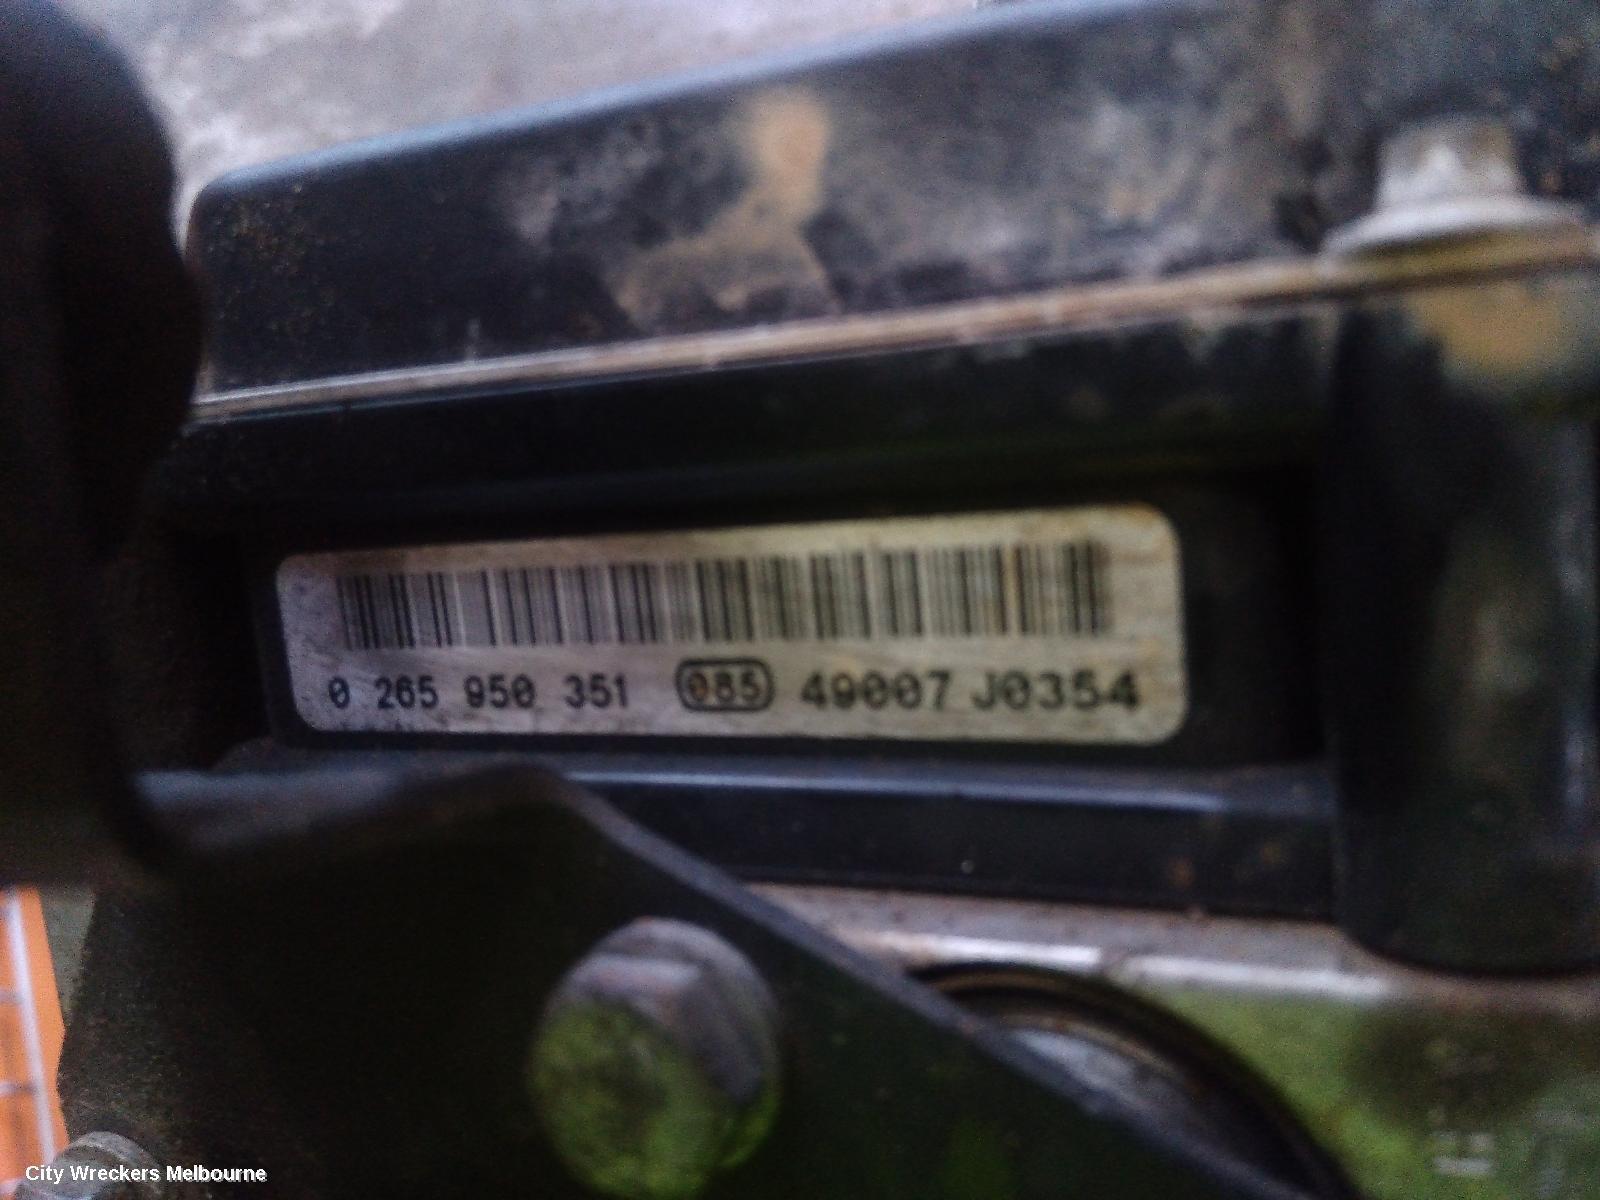 0 265 950 351 085 49007 J0354
City Wreckers Melbourne